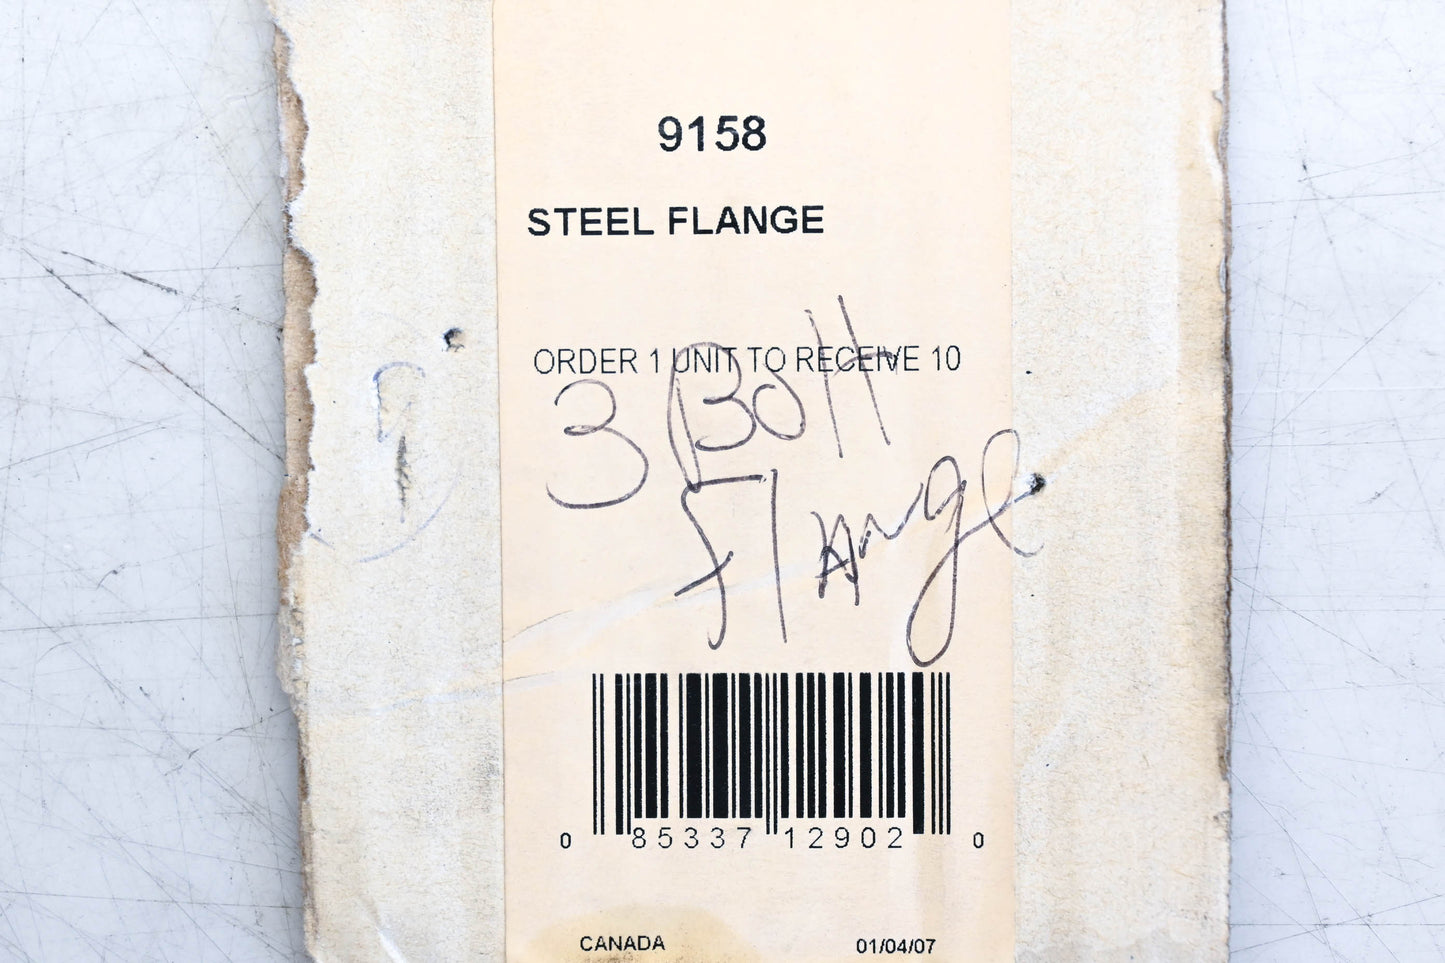 9158
STEEL FLANGE
ORDER 1 UNIT TO RECEIVE 10
3 Bolt
Flange
0 85337 12902 0
CANADA 01/04/07